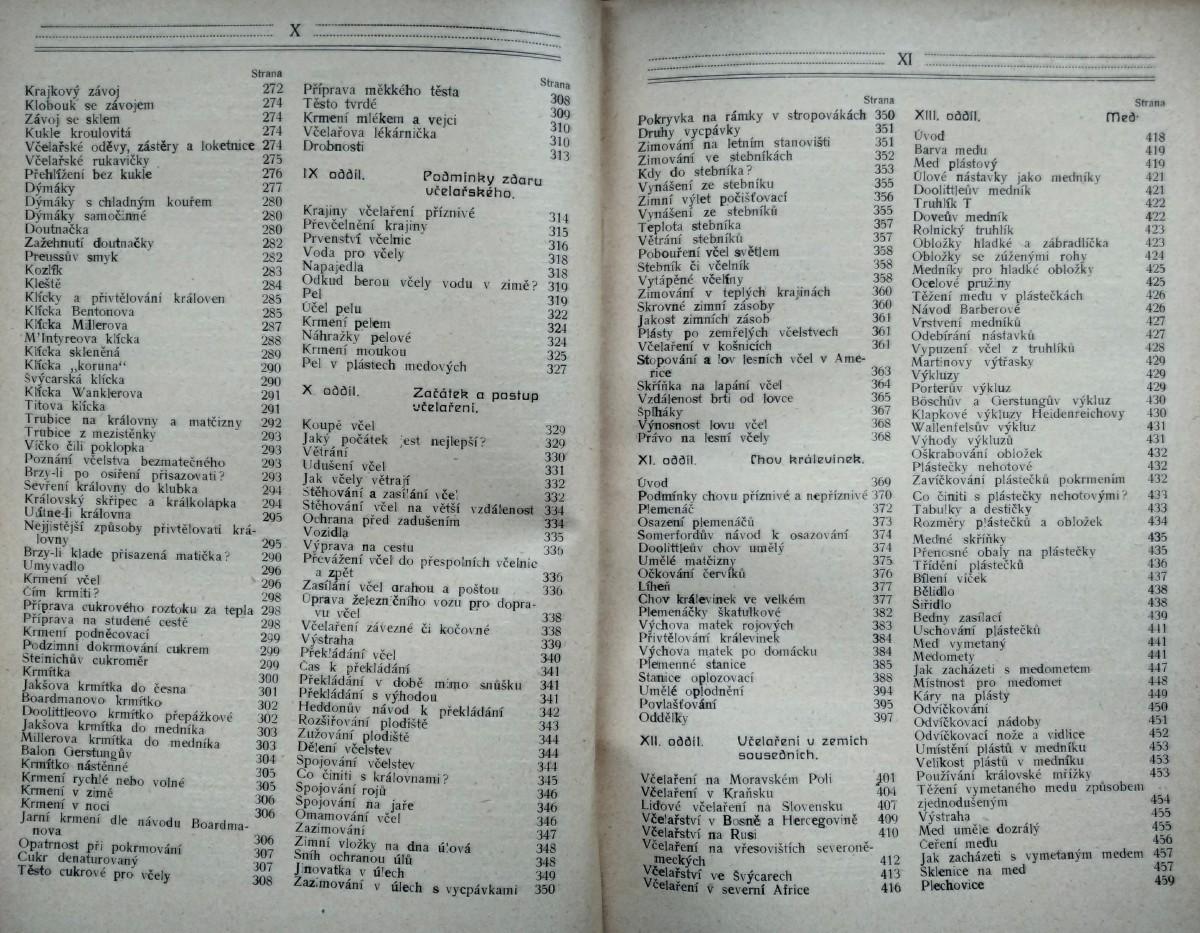 X
Strana
Krajkový závoj 272
Klobouk se závojem 274
Závoj se sklem 274
Kukle kroulovitá 274
Včelařské oděvy, zástěry a loketnice 274
Včelařské rukavičky 275
Přehlížení bez kukle 276
Dýmáky 277
Dýmáky s chladným kouřem 280
Dýmáky samočinné 280
Doutnačka 280
Zažehnutí doutnačky 282
Preussův smyk 282
Kozlík 283
Kleště 284
Klícky a přivtělování královen 285
Klícka Bentonova 285
Klícka Millerova 287
M'Intyreova klícka 288
Klícka skleněná 289
Klícka „koruna“ 290
Švýcarská klícka 290
Klícka Wanklerova 291
Titova klícka 291
Trubice na královny a matčizny 292
Trubice z mezistěnky 293
Víčko čili poklopka 293
Poznání včelstva bezmatečného 293
Brzy-li po osiření přisazovati? 293
Sevření královny do klubka 294
Královský skřipec a králkolapka 294
Ulítne-li královna 295
Nejjistější způsoby přivtělovati krá-
lovny 295
Brzy-li klade přisazená matička? 290
Umyvadlo 296
Krmení včel 296
Čím krmiti? 298
Příprava cukrového roztoku za tepla 298
Příprava na studené cestě 298
Krmení podněcovací 299
Podzimní dokrmování cukrem 299
Steinichův cukroměr 299
Krmítka 300
Jakšova krmítka do česna 301
Boardmanovo krmítko 302
Doolittleovo krmítko přepážkové 302
Jakšova krmítka do medníka 303
Millerova krmítka do medníka 303
Balon Gerstungův 304
Krmítko nástěnné 305
Krmení rychlé nebo volné 305
Krmení v zimě 306
Krmení v noci 306
Jarní krmení dle návodu Boardma-
nova 306
Opatrnost při pokrmování 307
Cukr denaturovaný 307
Těsto cukrové pro včely 308
Strana
Příprava měkkého těsta 308
Těsto tvrdé 309
Krmení mlékem a vejci 310
Včelařova lékárnička 310
Drobnosti 313
IX oddíl. Podmínky zdaru
včelařského.
Krajiny včelaření příznivé 314
Převčelnění krajiny 315
Prvenství včelnic 316
Voda pro včely 318
Napajedla 318
Odkud berou včely vodu v zimě? 319
Pel 319
Účel pelu 322
Krmení pelem 324
Náhražky pelové 324
Krmení moukou 325
Pel v plástech medových 327
X oddíl. Začátek a postup
včelaření.
Koupě včel 329
Jaký počátek jest nejlepší? 329
Větrání 330
Udušení včel 331
Jak včely větrají 332
Stěhování a zasílání včel 332
Stěhování včel na větší vzdálenost 334
Ochrana před zadušením 334
Vozidla 335
Výprava na cestu 336
Převážení včel do přespolních včelnic
a zpět 336
Zasílání včel drahou a poštou 336
Úprava železničního vozu pro dopra-
vu včel 338
Včelaření závezné či kočovné 338
Výstraha 339
Překládání včel 340
Čas k překládání 341
Překládání v době mimo snůšku 341
Překládání s výhodou 341
Heddonův návod k překládání 342
Rozšiřování plodiště 343
Zužování plodiště 344
Dělení včelstev 344
Spojování včelstev 344
Co činiti s královnami? 345
Spojování rojů 346
Spojování na jaře 346
Omamování včel 346
Zazimování 347
Zimní vložky na dna úlová 348
Sníh ochranou úlů 348
Jinovatka v úlech 349
Zazimování v úlech s vycpávkami 350
XI
Strana
Pokryvka na rámky v stropovákách 350
Druhy vycpávky 351
Zimování na letním stanovišti 351
Zimování ve stebníkách 352
Kdy do stebníka? 353
Vynášení ze stebníku 355
Zimní výlet počišťovací 356
Vynášení ze stebníků 355
Teplota stebníka 357
Větrání stebníků 357
Pobouření včel světlem 358
Stebník či včelník 358
Vytápěné včelíny 358
Zimování v teplých krajinách 360
Skrovné zimní zásoby 360
Jakost zimních zásob 361
Plásty po zemřelých včelstvech 361
Včelaření v košnicích 361
Stopování a lov lesních včel v Ame-
rice 363
Skříňka na lapání včel 364
Vzdálenost brti od lovce 365
Šplháky 367
Výnosnost lovu včel 368
Právo na lesní včely 368
XI. oddíl. Chov králevinek.
Úvod 369
Podmínky chovu příznivé a nepříznivé 370
Plemenáč 372
Osazení plemenáčů 373
Somerfordův návod k osazování 374
Doolittleův chov umělý 374
Umělé matčizny 375
Očkování červíků 376
Líheň 377
Chov králevinek ve velkém 377
Plemenáčky škatulkové 382
Výchova matek rojových 383
Přivtělování králevinek 384
Výchova matek po domácku 384
Plemenné stanice 385
Stanice oplozovací 388
Umělé oplodnění 394
Povlašťování 395
Oddělky 397
XII. oddíl. Včelaření v zemích
sousedních.
Včelaření na Moravském Poli 401
Včelaření v Kraňsku 404
Lidové včelaření na Slovensku 407
Včelařství v Bosně a Hercegovině 409
Včelařství na Rusi 410
Včelaření na vřesovištích severoně-
meckých 412
Včelařství ve Švýcarech 413
Včelaření v severní Africe 416
Strana
XIII. oddíl. Med·
Úvod 418
Barva medu 419
Med plástový 419
Úlové nástavky jako medníky 421
Doolittleův medník 421
Truhlík T 422
Doveův medník 422
Rolnický truhlík 423
Obložky hladké a zábradlíčka 423
Obložky se zúženými rohy 424
Medníky pro hladké obložky 425
Ocelové pružiny 425
Těžení medu v plástečkách 426
Návod Barberové 426
Vrstvení medníků 427
Odebírání nástavků 427
Vypuzení včel z truhlíků 428
Martinovy výtřasky 429
Výkluzy 429
Porterův výkluz 429
Böschův a Gerstungův výkluz 430
Klapkové výkluzy Heidenreichovy 430
Wallenfelsův výkluz 431
Výhody výkluzů 431
Oškrabování obložek 432
Plástečky nehotové 432
Zavíčkování plástečků pokrmením 432
Co činiti s plástečky nehotovými? 433
Tabulky a destičky 433
Rozměry plástečků a obložek 434
Medné skříňky 435
Přenosné obaly na plástečky 435
Třídění plástečků 436
Bílení víček 437
Bělidlo 438
Siřidlo 438
Bedny zasílací 439
Uschování plástečků 441
Med vymetaný 441
Medomety 441
Jak zacházeti s medometem 447
Místnost pro medomet 448
Káry na plásty 449
Odvíčkování 450
Odvíčkovací nádoby 451
Odvíčkovací nože a vidlice 452
Umístění plástů v medníku 453
Velikost plástů v medníku 453
Používání královské mřížky 453
Těžení vymetaného medu způsobem
zjednodušeným 454
Výstraha 455
Med uměle dozrálý 455
Čeření medu 456
Jak zacházeti s vymetaným medem 457
Sklenice na med 457
Plechovice 459